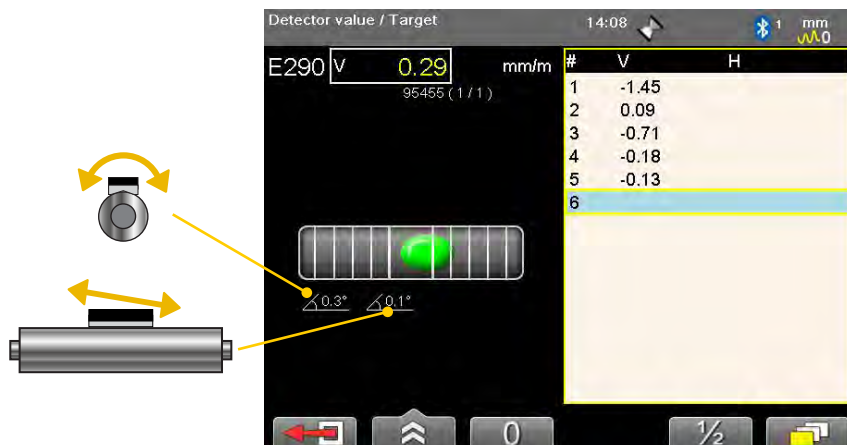 Detector value / Target 14:08 1 mm
0
E290 V 0.29 mm/m
95455 ( 1 / 1 )
# V H
1 -1.45
2 0.09
3 -0.71
4 -0.18
5 -0.13
6
0.3° 0.1°
0 ½